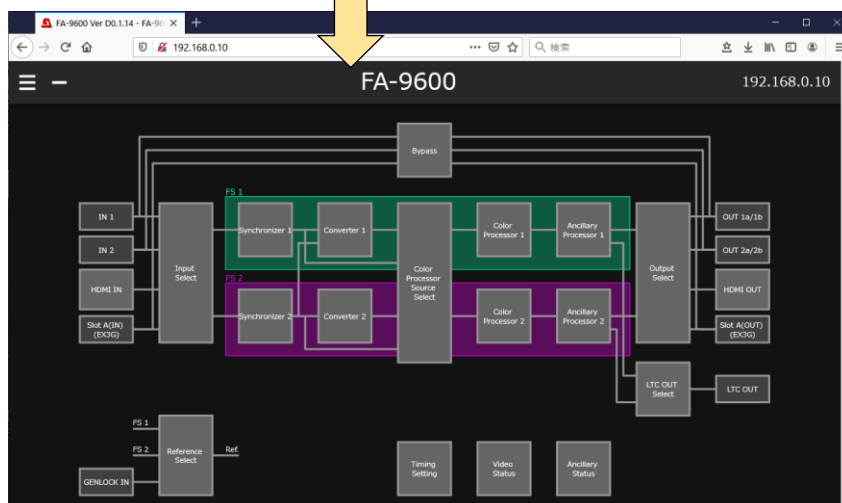 FA-9600 Ver D0.1.14 - FA-96
192.168.0.10
検索
FA-9600
192.168.0.10
Bypass
FS 1
IN 1
IN 2
HDMI IN
Slot A(IN)
(EX3G)
Input
Select
Synchronizer 1
Converter 1
FS 2
Synchronizer 2
Converter 2
Color
Processor
Source
Select
Color
Processor 1
Ancillary
Processor 1
Color
Processor 2
Ancillary
Processor 2
Output
Select
OUT 1a/1b
OUT 2a/2b
HDMI OUT
Slot A(OUT)
(EX3G)
LTC OUT
Select
LTC OUT
FS 1
FS 2
GENLOCK IN
Reference
Select
Ref.
Timing
Setting
Video
Status
Ancillary
Status